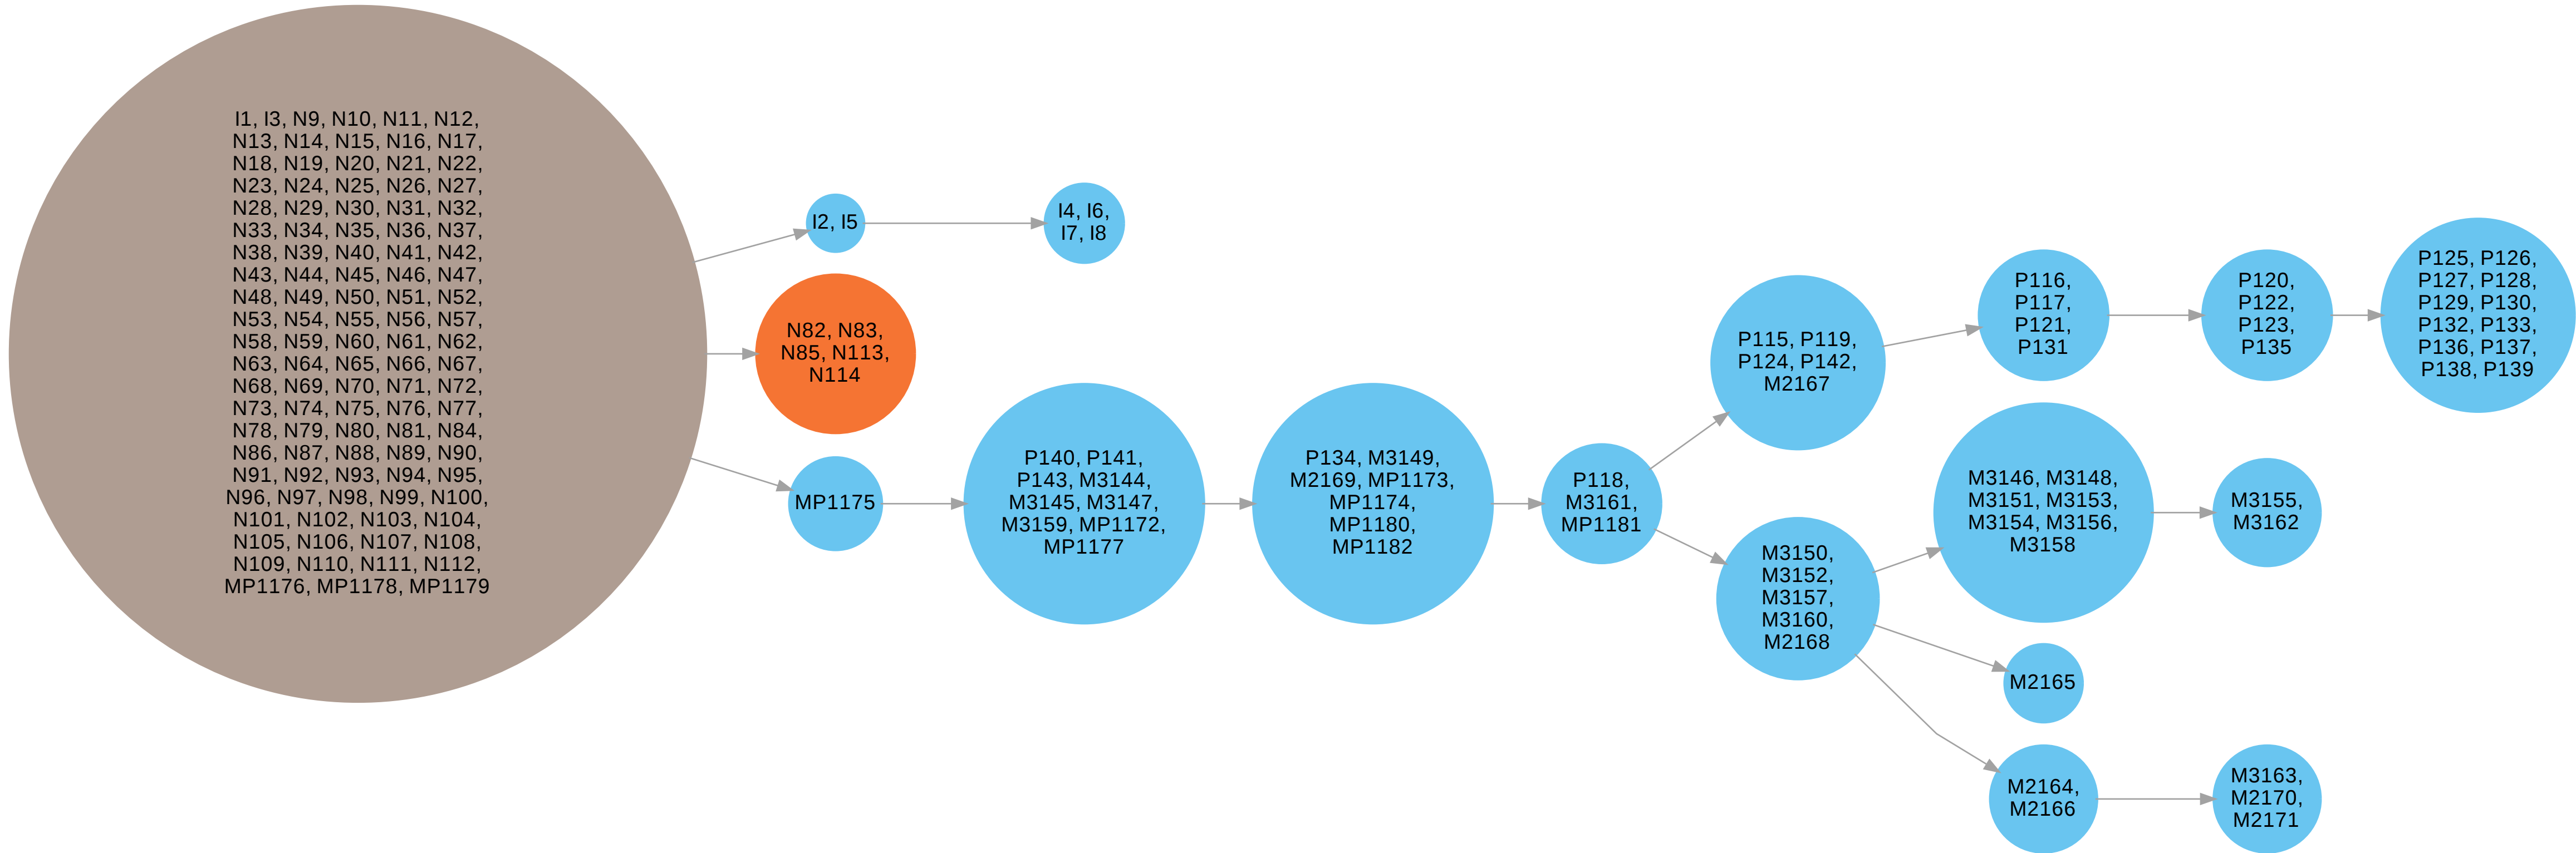 I1, I3, N9, N10, N11, N12,
N13, N14, N15, N16, N17,
N18, N19, N20, N21, N22,
N23, N24, N25, N26, N27,
N28, N29, N30, N31, N32,
N33, N34, N35, N36, N37,
N38, N39, N40, N41, N42,
N43, N44, N45, N46, N47,
N48, N49, N50, N51, N52,
N53, N54, N55, N56, N57,
N58, N59, N60, N61, N62,
N63, N64, N65, N66, N67,
N68, N69, N70, N71, N72,
N73, N74, N75, N76, N77,
N78, N79, N80, N81, N84,
N86, N87, N88, N89, N90,
N91, N92, N93, N94, N95,
N96, N97, N98, N99, N100,
N101, N102, N103, N104,
N105, N106, N107, N108,
N109, N110, N111, N112,
MP1176, MP1178, MP1179
I2, I5
I4, I6,
I7, I8
N82, N83,
N85, N113,
N114
MP1175
P140, P141,
P143, M3144,
M3145, M3147,
M3159, MP1172,
MP1177
P134, M3149,
M2169, MP1173,
MP1174,
MP1180,
MP1182
P118,
M3161,
MP1181
P115, P119,
P124, P142,
M2167
P116,
P117,
P121,
P131
P120,
P122,
P123,
P135
P125, P126,
P127, P128,
P129, P130,
P132, P133,
P136, P137,
P138, P139
M3150,
M3152,
M3157,
M3160,
M2168
M3146, M3148,
M3151, M3153,
M3154, M3156,
M3158
M3155,
M3162
M2165
M2164,
M2166
M3163,
M2170,
M2171